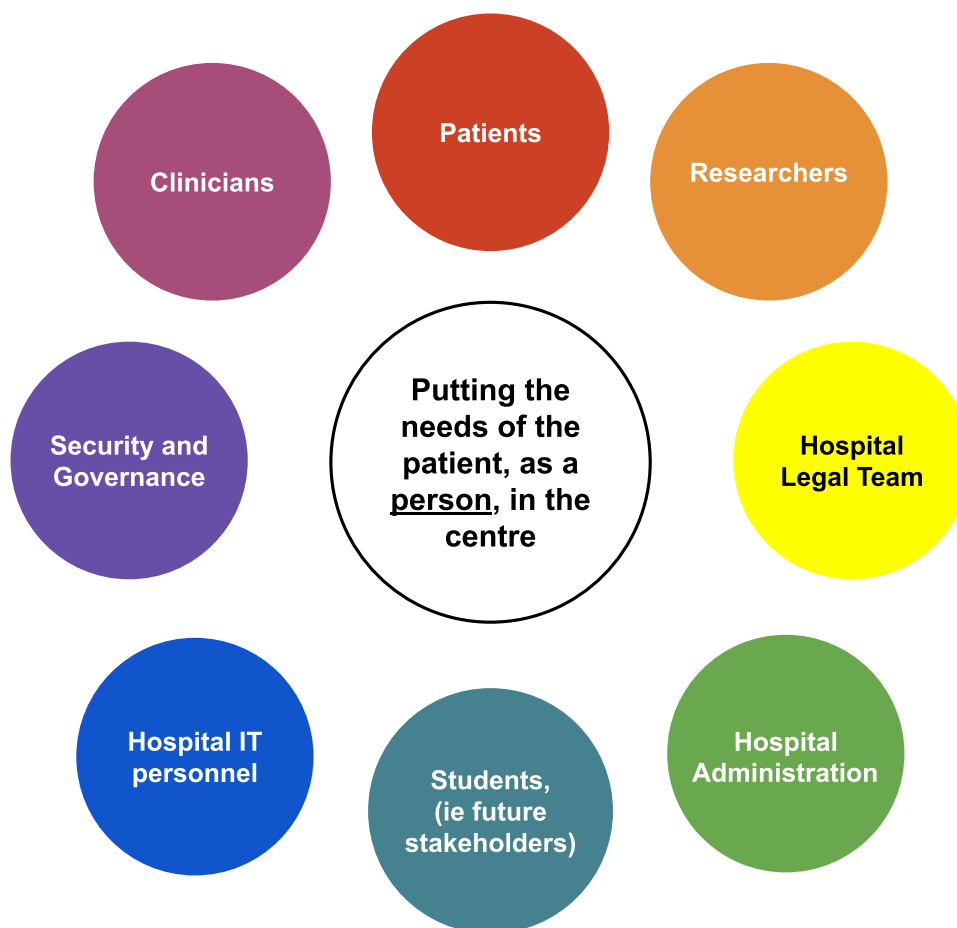 Patients
Clinicians
Researchers
Putting the
needs of the
patient, as a
person, in the
centre
Security and
Governance
Hospital
Legal Team
Hospital IT
personnel
Students,
(ie future
stakeholders)
Hospital
Administration